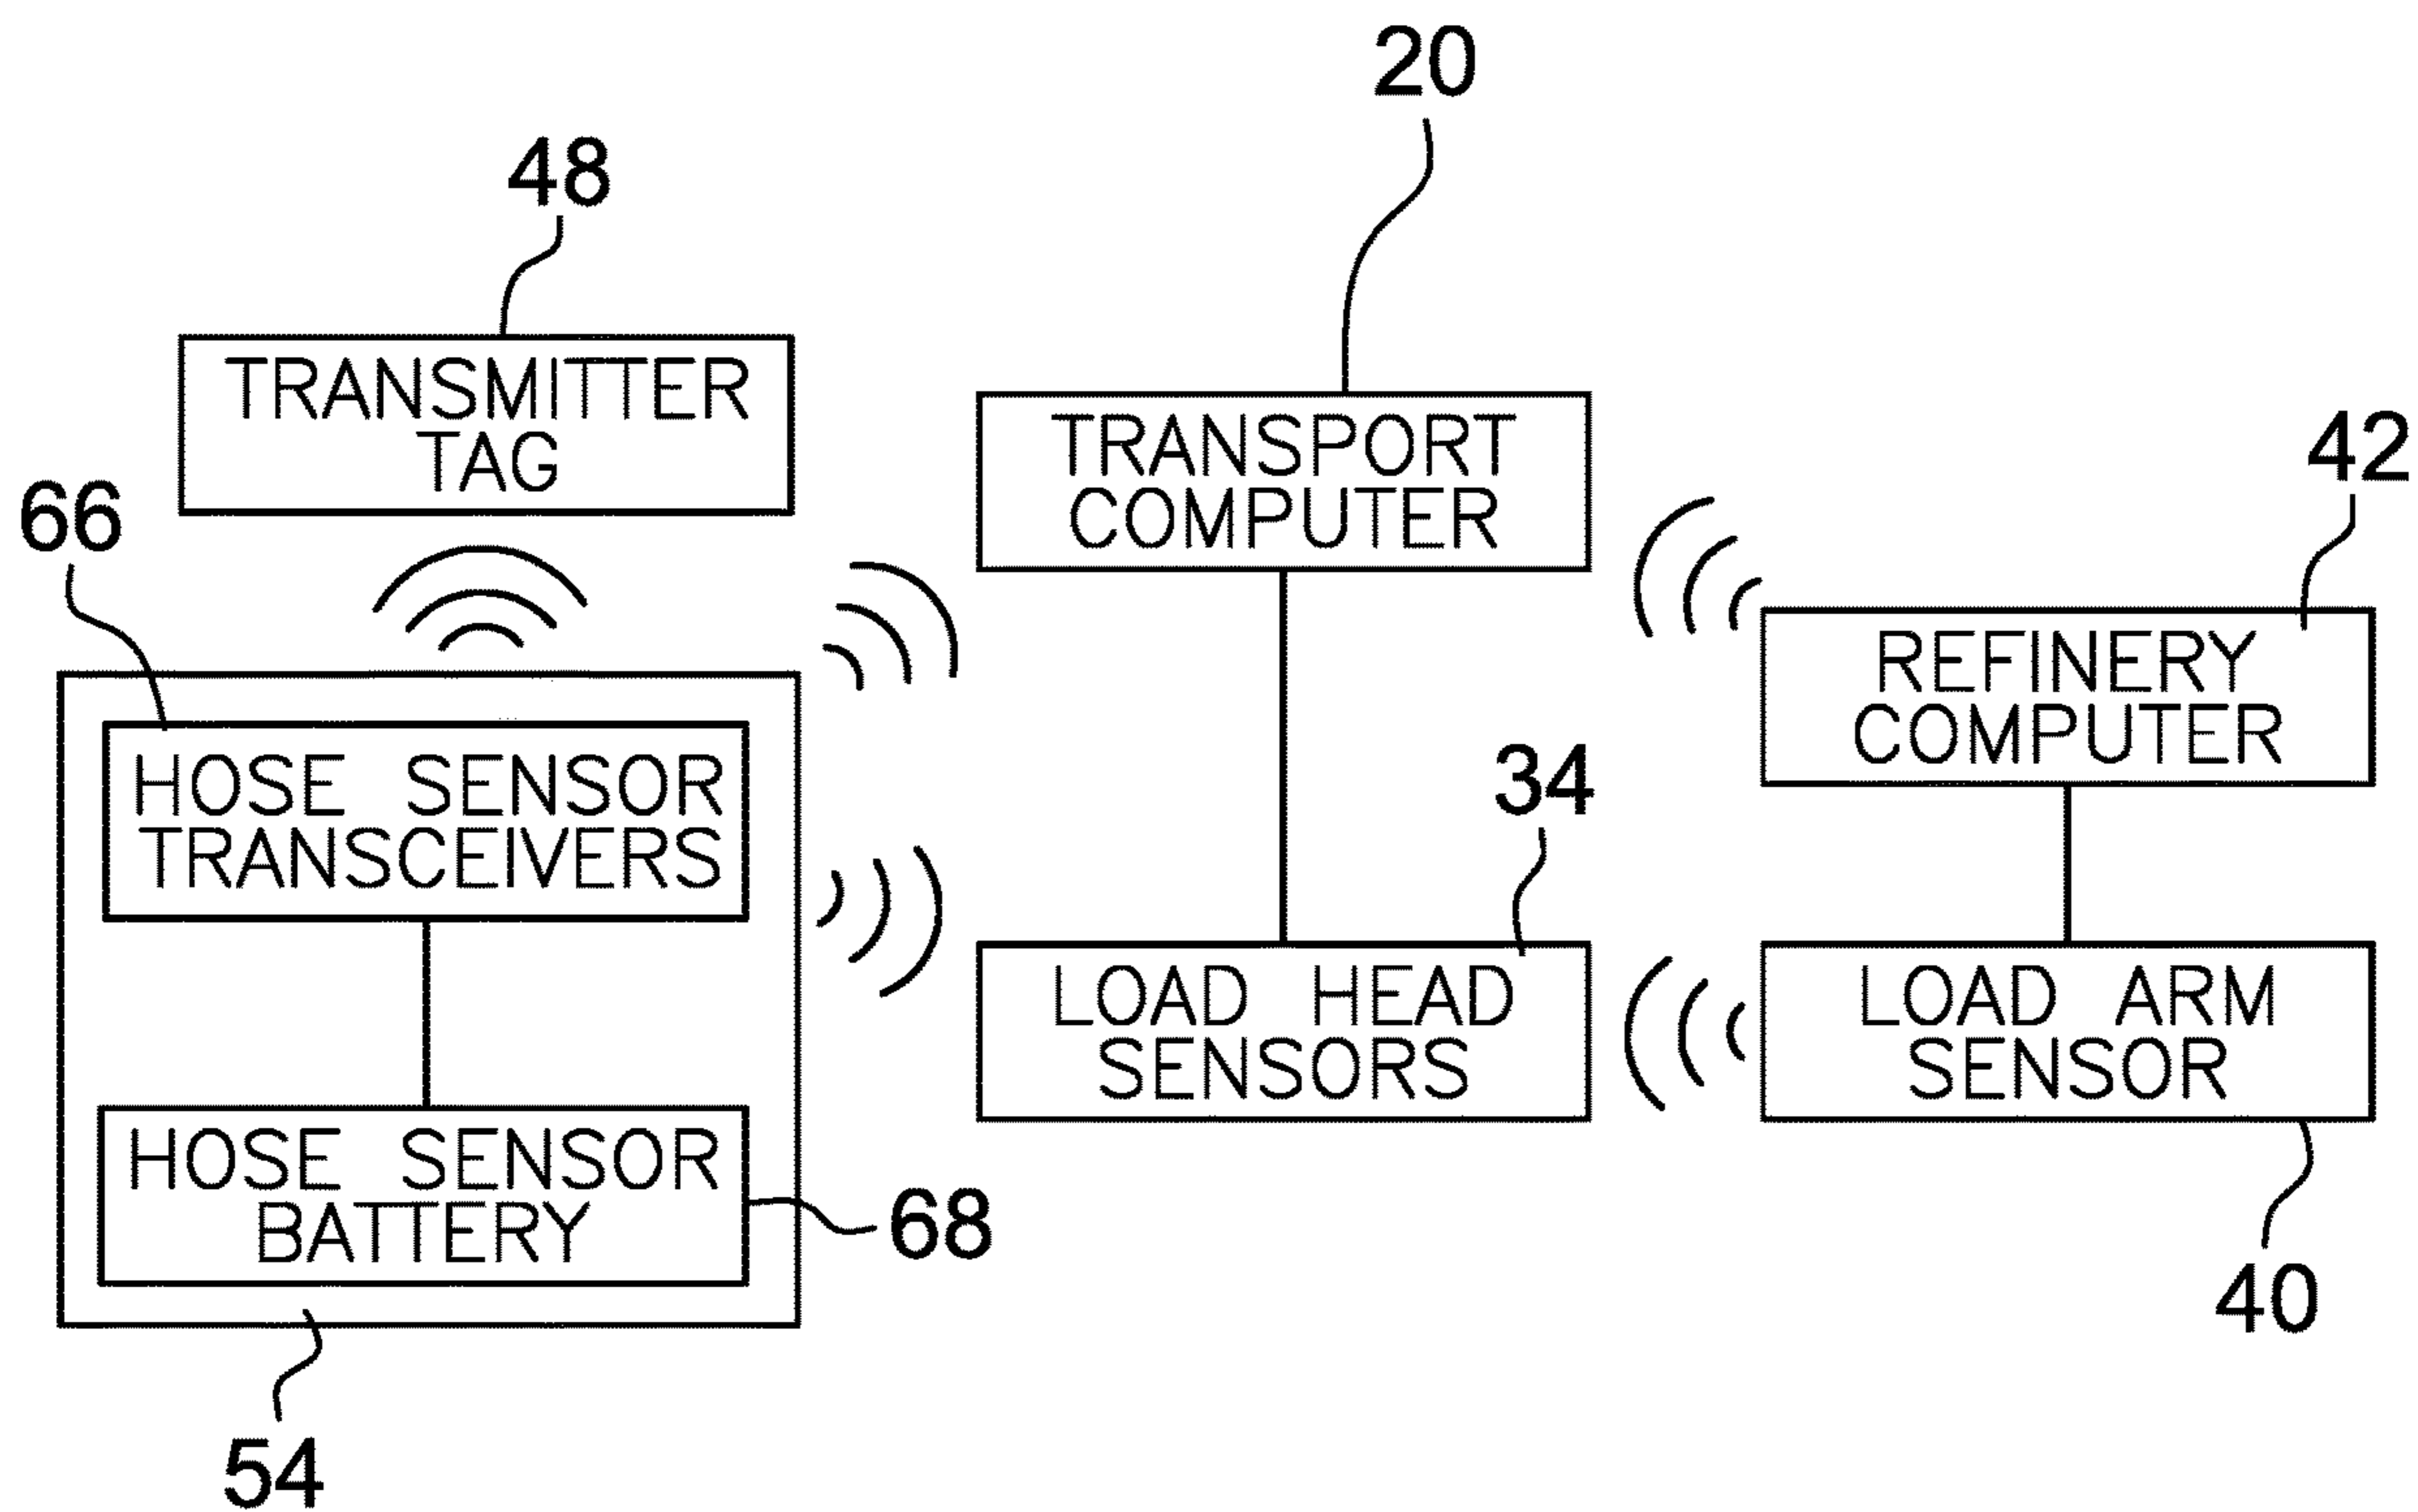 20
48
TRANSMITTER
TAG
TRANSPORT
COMPUTER
42
66
REFINERY
COMPUTER
HOSE SENSOR
TRANSCEIVERS
34
LOAD HEAD
SENSORS
LOAD ARM
SENSOR
HOSE SENSOR
BATTERY
68
40
54